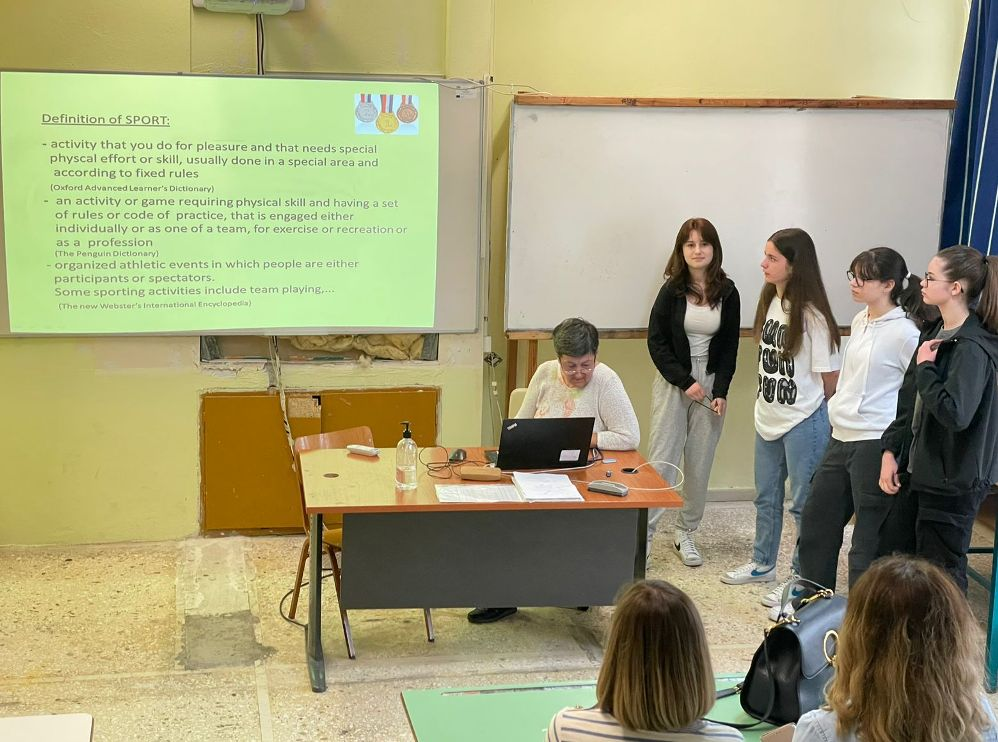 Definition of SPORT:
- activity that you do for pleasure and that needs special
physcal effort or skill, usually done in a special area and
according to fixed rules
(Oxford Advanced Learner's Dictionary)
- an activity or game requiring physical skill and having a set
of rules or code of practice, that is engaged either
individually or as one of a team, for exercise or recreation or
as a profession
(The Penguin Dictionary)
- organized athletic events in which people are either
participants or spectators.
Some sporting activities include team playing,...
(The new Webster's International Encyclopedia)